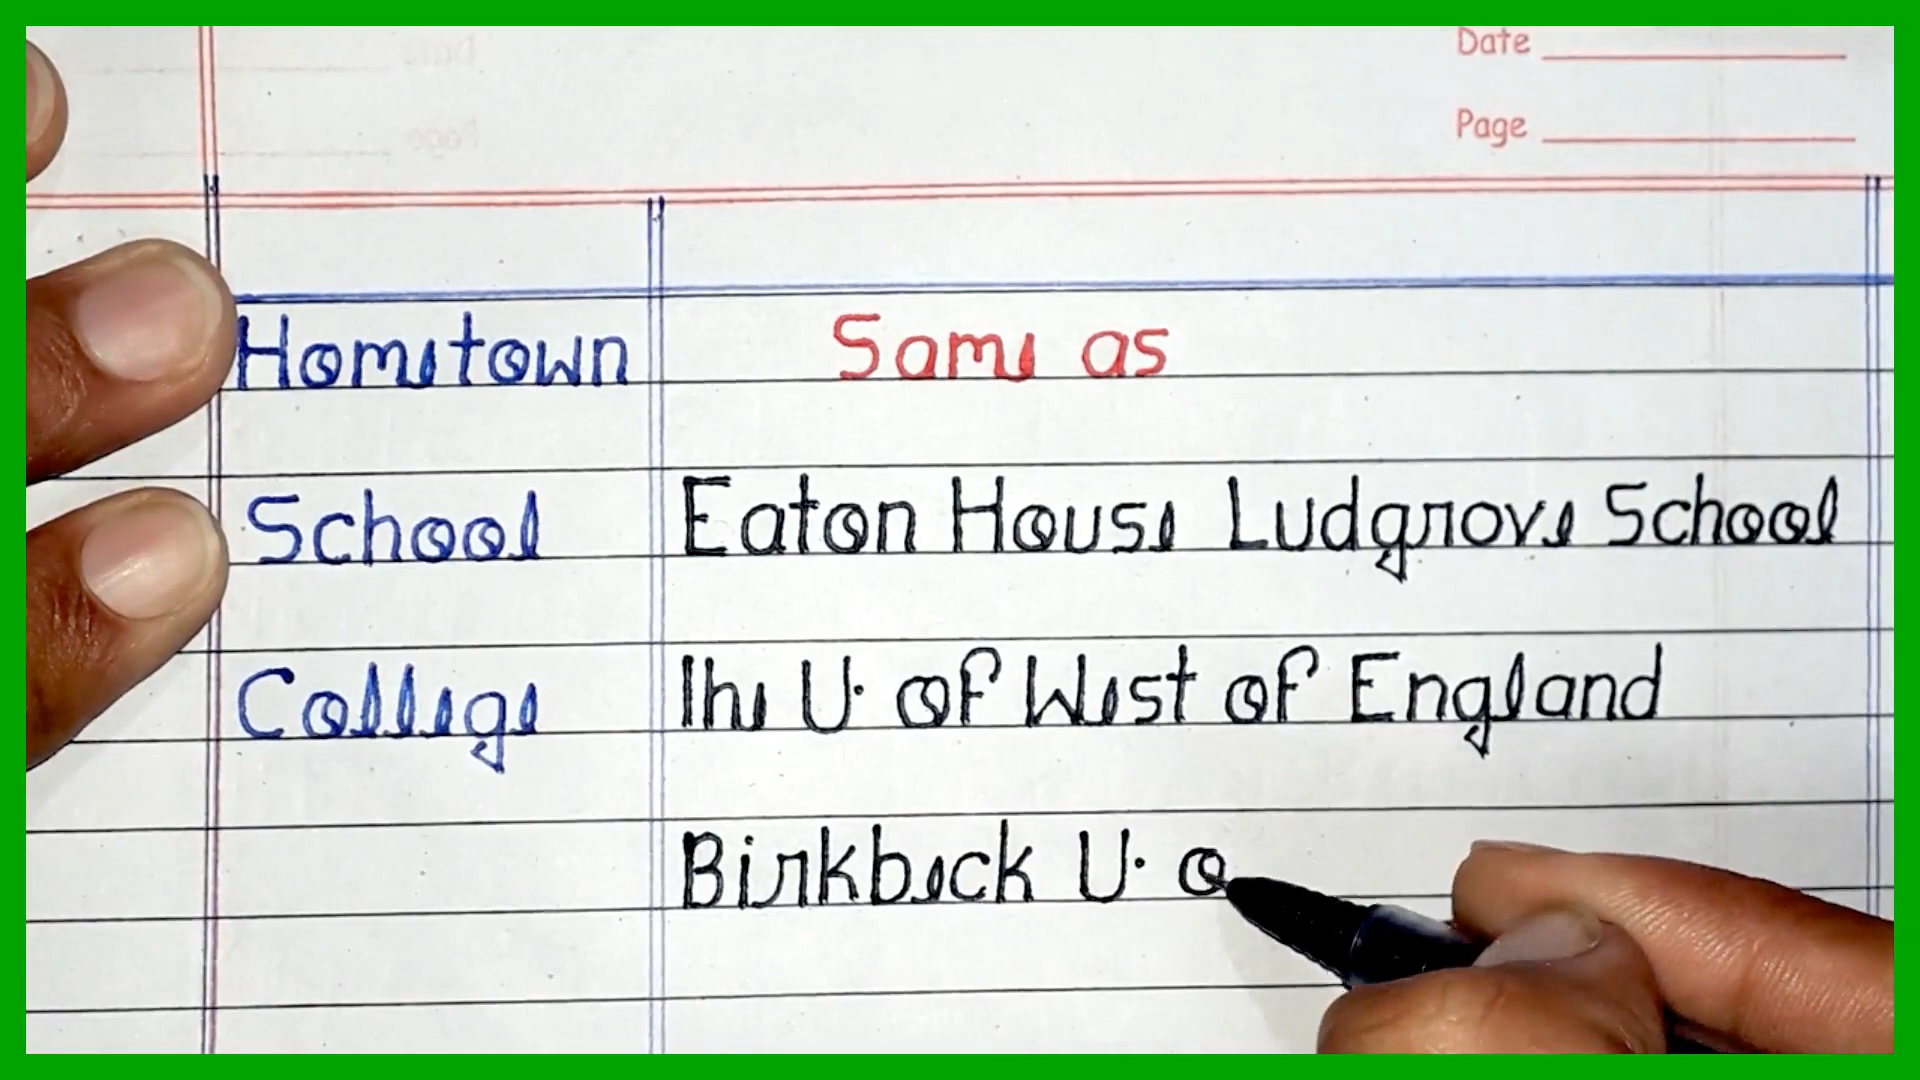 Date
Page
Hometown Same as
School Eaton House Ludgrove School
College The U. of West of England
Birkbeck U. o